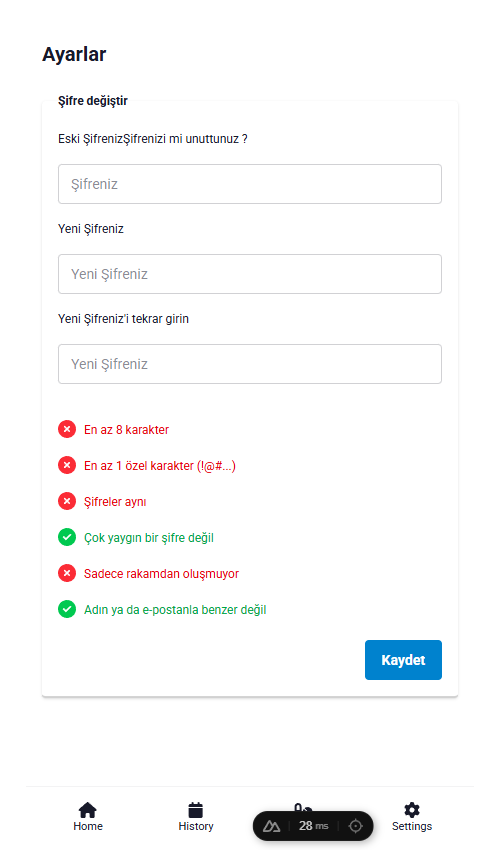 Ayarlar
Şifre değiştir
Eski ŞifrenizŞifrenizi mi unuttunuz ?
Şifreniz
Yeni Şifreniz
Yeni Şifreniz
Yeni Şifreniz'i tekrar girin
Yeni Şifreniz
En az 8 karakter
En az 1 özel karakter (!@#...)
Şifreler aynı
Çok yaygın bir şifre değil
Sadece rakamdan oluşmuyor
Adın ya da e-postanla benzer değil
Kaydet
Home
History
28 ms
Settings